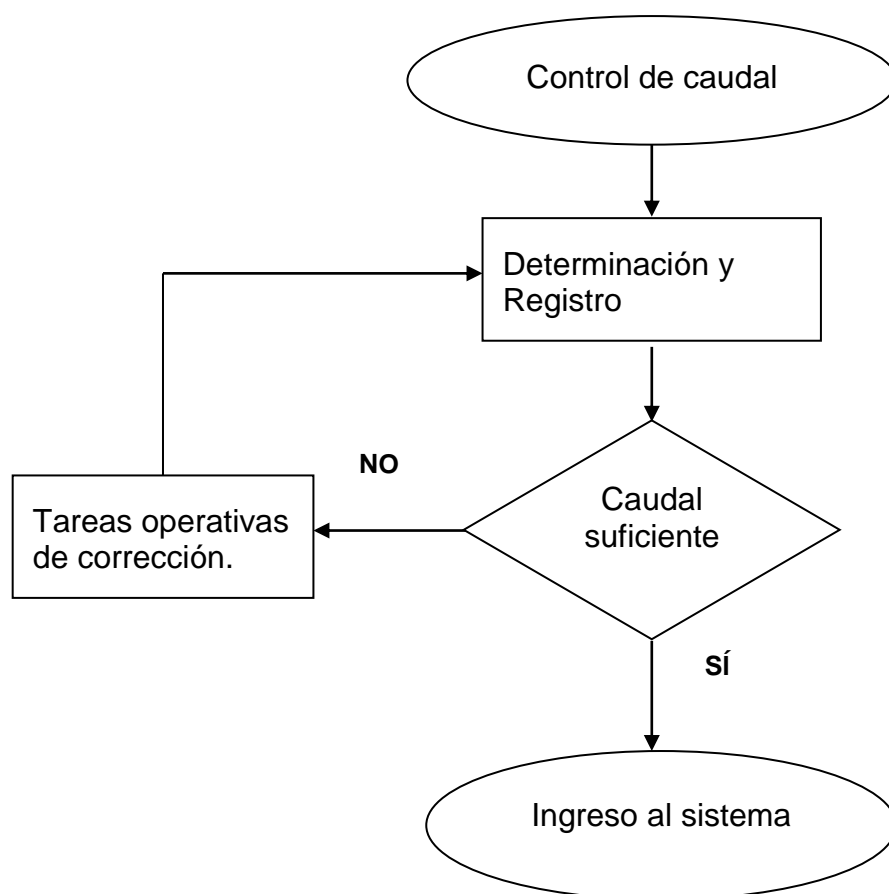 Control de caudal
Determinación y
Registro
NO
Caudal
suficiente
Tareas operativas
de corrección.
SÍ
Ingreso al sistema